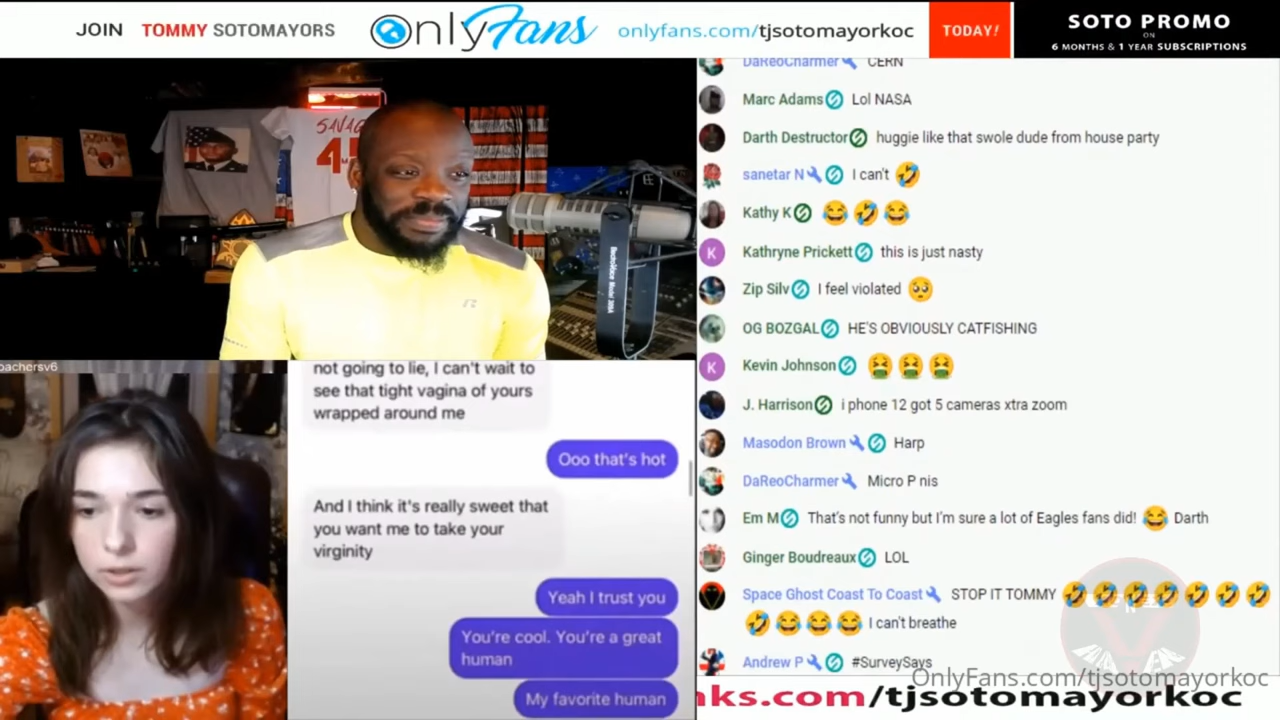 JOIN TOMMY SOTOMAYORS OnlyFans onlyfans.com/tjsotomayorkoc TODAY! SOTO PROMO
ON
6 MONTHS & 1 YEAR SUBSCRIPTIONS
SAVAGE
DaReoCharmer CERN
Marc Adams Lol NASA
Darth Destructor huggie like that swole dude from house party
sanetar N I can't 🤣
Kathy K 😂 🤣 😂
Kathryne Prickett this is just nasty
Zip Silv I feel violated 🥺
OG BOZGAL HE'S OBVIOUSLY CATFISHING
K Kevin Johnson 🤮 🤮 🤮
J. Harrison i phone 12 got 5 cameras xtra zoom
Masodon Brown Harp
DaReoCharmer Micro P nis
Em M That's not funny but I'm sure a lot of Eagles fans did! 😂 Darth
Ginger Boudreaux LOL
Space Ghost Coast To Coast STOP IT TOMMY 🤣 🤣 🤣 🤣 🤣 🤣 🤣
🤣 😂 😂 😂 I can't breathe
Andrew P #SurveySays
oachersv6
not going to lie, I can't wait to
see that tight vagina of yours
wrapped around me
Ooo that's hot
And I think it's really sweet that
you want me to take your
virginity
Yeah I trust you
You're cool. You're a great
human
My favorite human
OnlyFans.com/tjsotomayorkoc
nks.com/tjsotomayorkoc